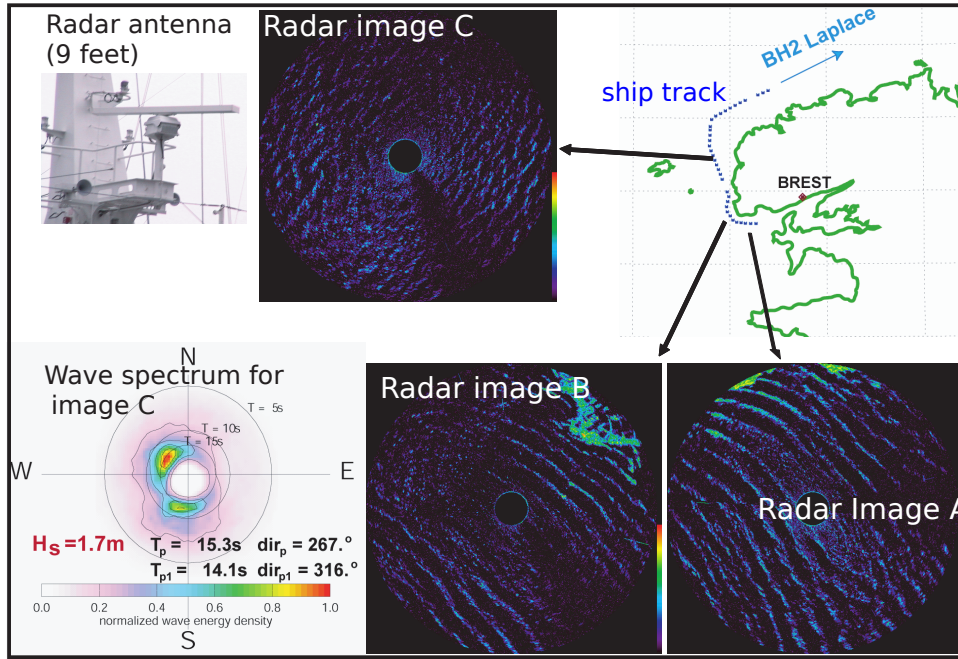 Radar antenna
(9 feet)
Radar image C
BH2 Laplace
ship track
BREST
Wave spectrum for
image C
N
T = 5s
T = 10s
T = 15s
W
E
Hs =1.7m
Tp = 15.3s dirp = 267.°
Tp1 = 14.1s dirp1 = 316.°
0.0 0.2 0.4 0.6 0.8 1.0
normalized wave energy density
S
Radar image B
Radar Image A